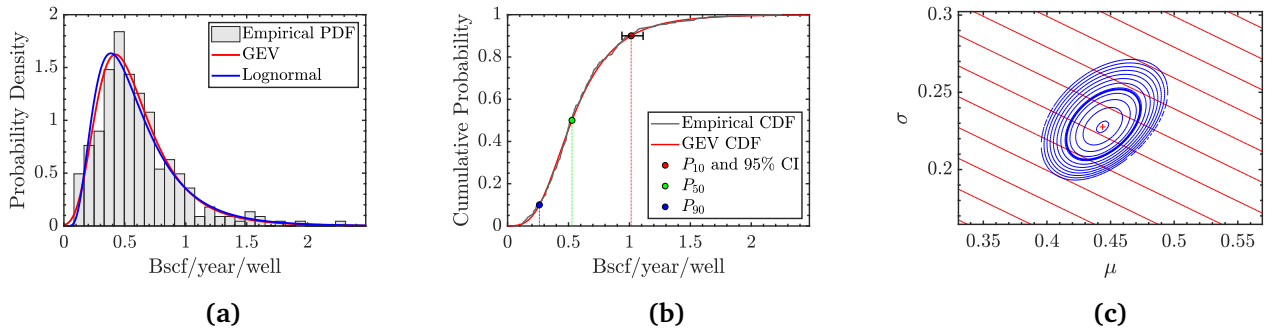 2
1.5
1
0.5
0
Probability Density
0 0.5 1 1.5 2
Bscf/year/well
Empirical PDF
GEV
Lognormal
(a)
1
0.8
0.6
0.4
0.2
0
Cumulative Probability
0 0.5 1 1.5 2
Bscf/year/well
Empirical CDF
GEV CDF
P10 and 95% CI
P50
P90
(b)
0.3
0.25
0.2
σ
0.35 0.4 0.45 0.5 0.55
μ
(c)